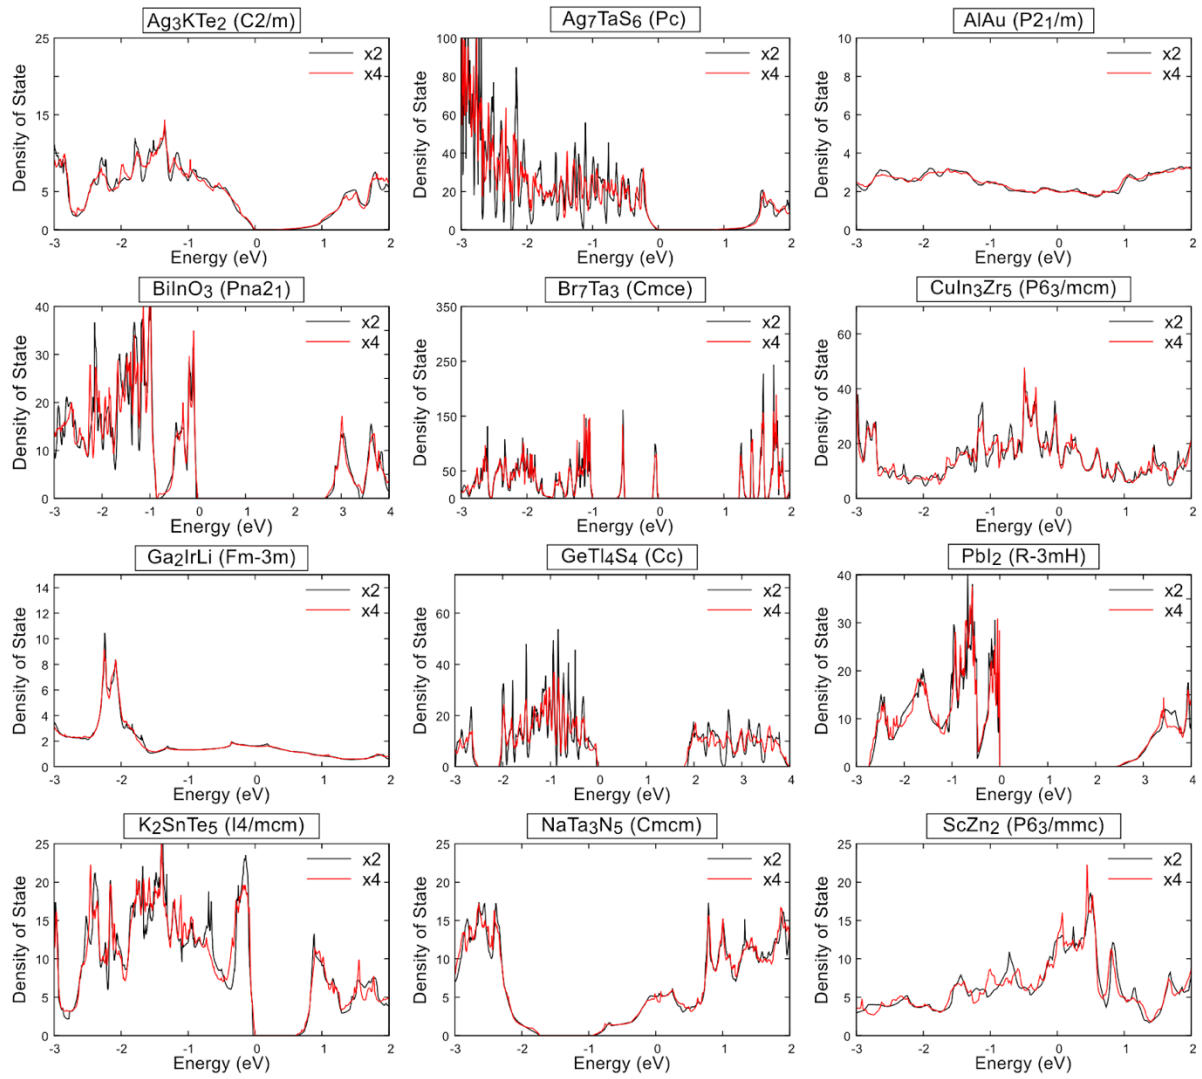 Ag3KTe2 (C2/m)
Density of State
25
15
10
5
0
x2
x4
-3 -2 -1 0 1 2
Energy (eV)
Ag7TaS6 (Pc)
Density of State
100
80
60
40
20
0
x2
x4
-3 -2 -1 0 1 2
Energy (eV)
AlAu (P21/m)
Density of State
10
8
6
4
2
0
x2
x4
-3 -2 -1 0 1 2
Energy (eV)
BiInO3 (Pna21)
Density of State
40
30
20
10
0
x2
x4
-3 -2 -1 0 1 2 3 4
Energy (eV)
Br7Ta3 (Cmce)
Density of State
350
250
150
50
0
x2
x4
-3 -2 -1 0 1 2
Energy (eV)
CuIn3Zr5 (P63/mcm)
Density of State
60
40
20
0
x2
x4
-3 -2 -1 0 1 2
Energy (eV)
Ga2IrLi (Fm-3m)
Density of State
14
10
8
6
4
2
0
x2
x4
-3 -2 -1 0 1 2
Energy (eV)
GeTl4S4 (Cc)
Density of State
60
40
20
0
x2
x4
-3 -2 -1 0 1 2 3 4
Energy (eV)
PbI2 (R-3mH)
Density of State
40
30
20
10
0
x2
x4
-3 -2 -1 0 1 2 3 4
Energy (eV)
K2SnTe5 (I4/mcm)
Density of State
25
20
15
10
5
0
x2
x4
-3 -2 -1 0 1 2
Energy (eV)
NaTa3N5 (Cmcm)
Density of State
25
20
15
10
5
0
x2
x4
-3 -2 -1 0 1 2
Energy (eV)
ScZn2 (P63/mmc)
Density of State
25
20
15
10
5
0
x2
x4
-3 -2 -1 0 1 2
Energy (eV)